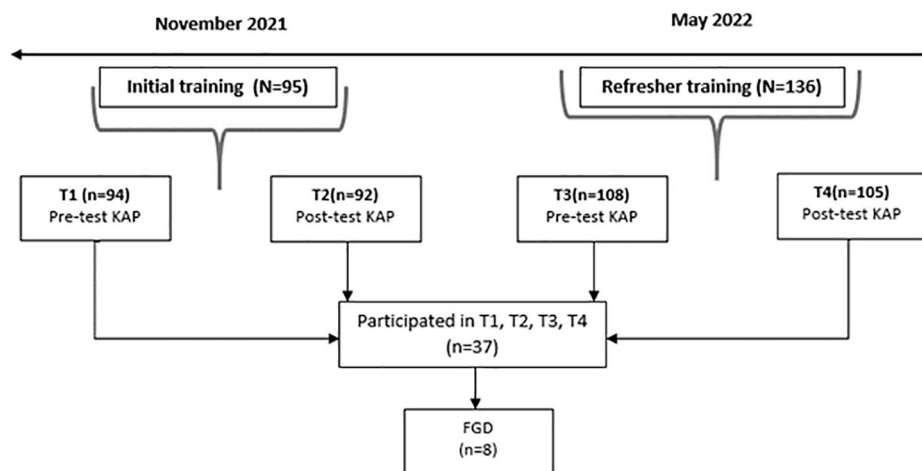 November 2021
May 2022
Initial training (N=95)
Refresher training (N=136)
T1 (n=94)
Pre-test KAP
T2(n=92)
Post-test KAP
T3(n=108)
Pre-test KAP
T4(n=105)
Post-test KAP
Participated in T1, T2, T3, T4
(n=37)
FGD
(n=8)